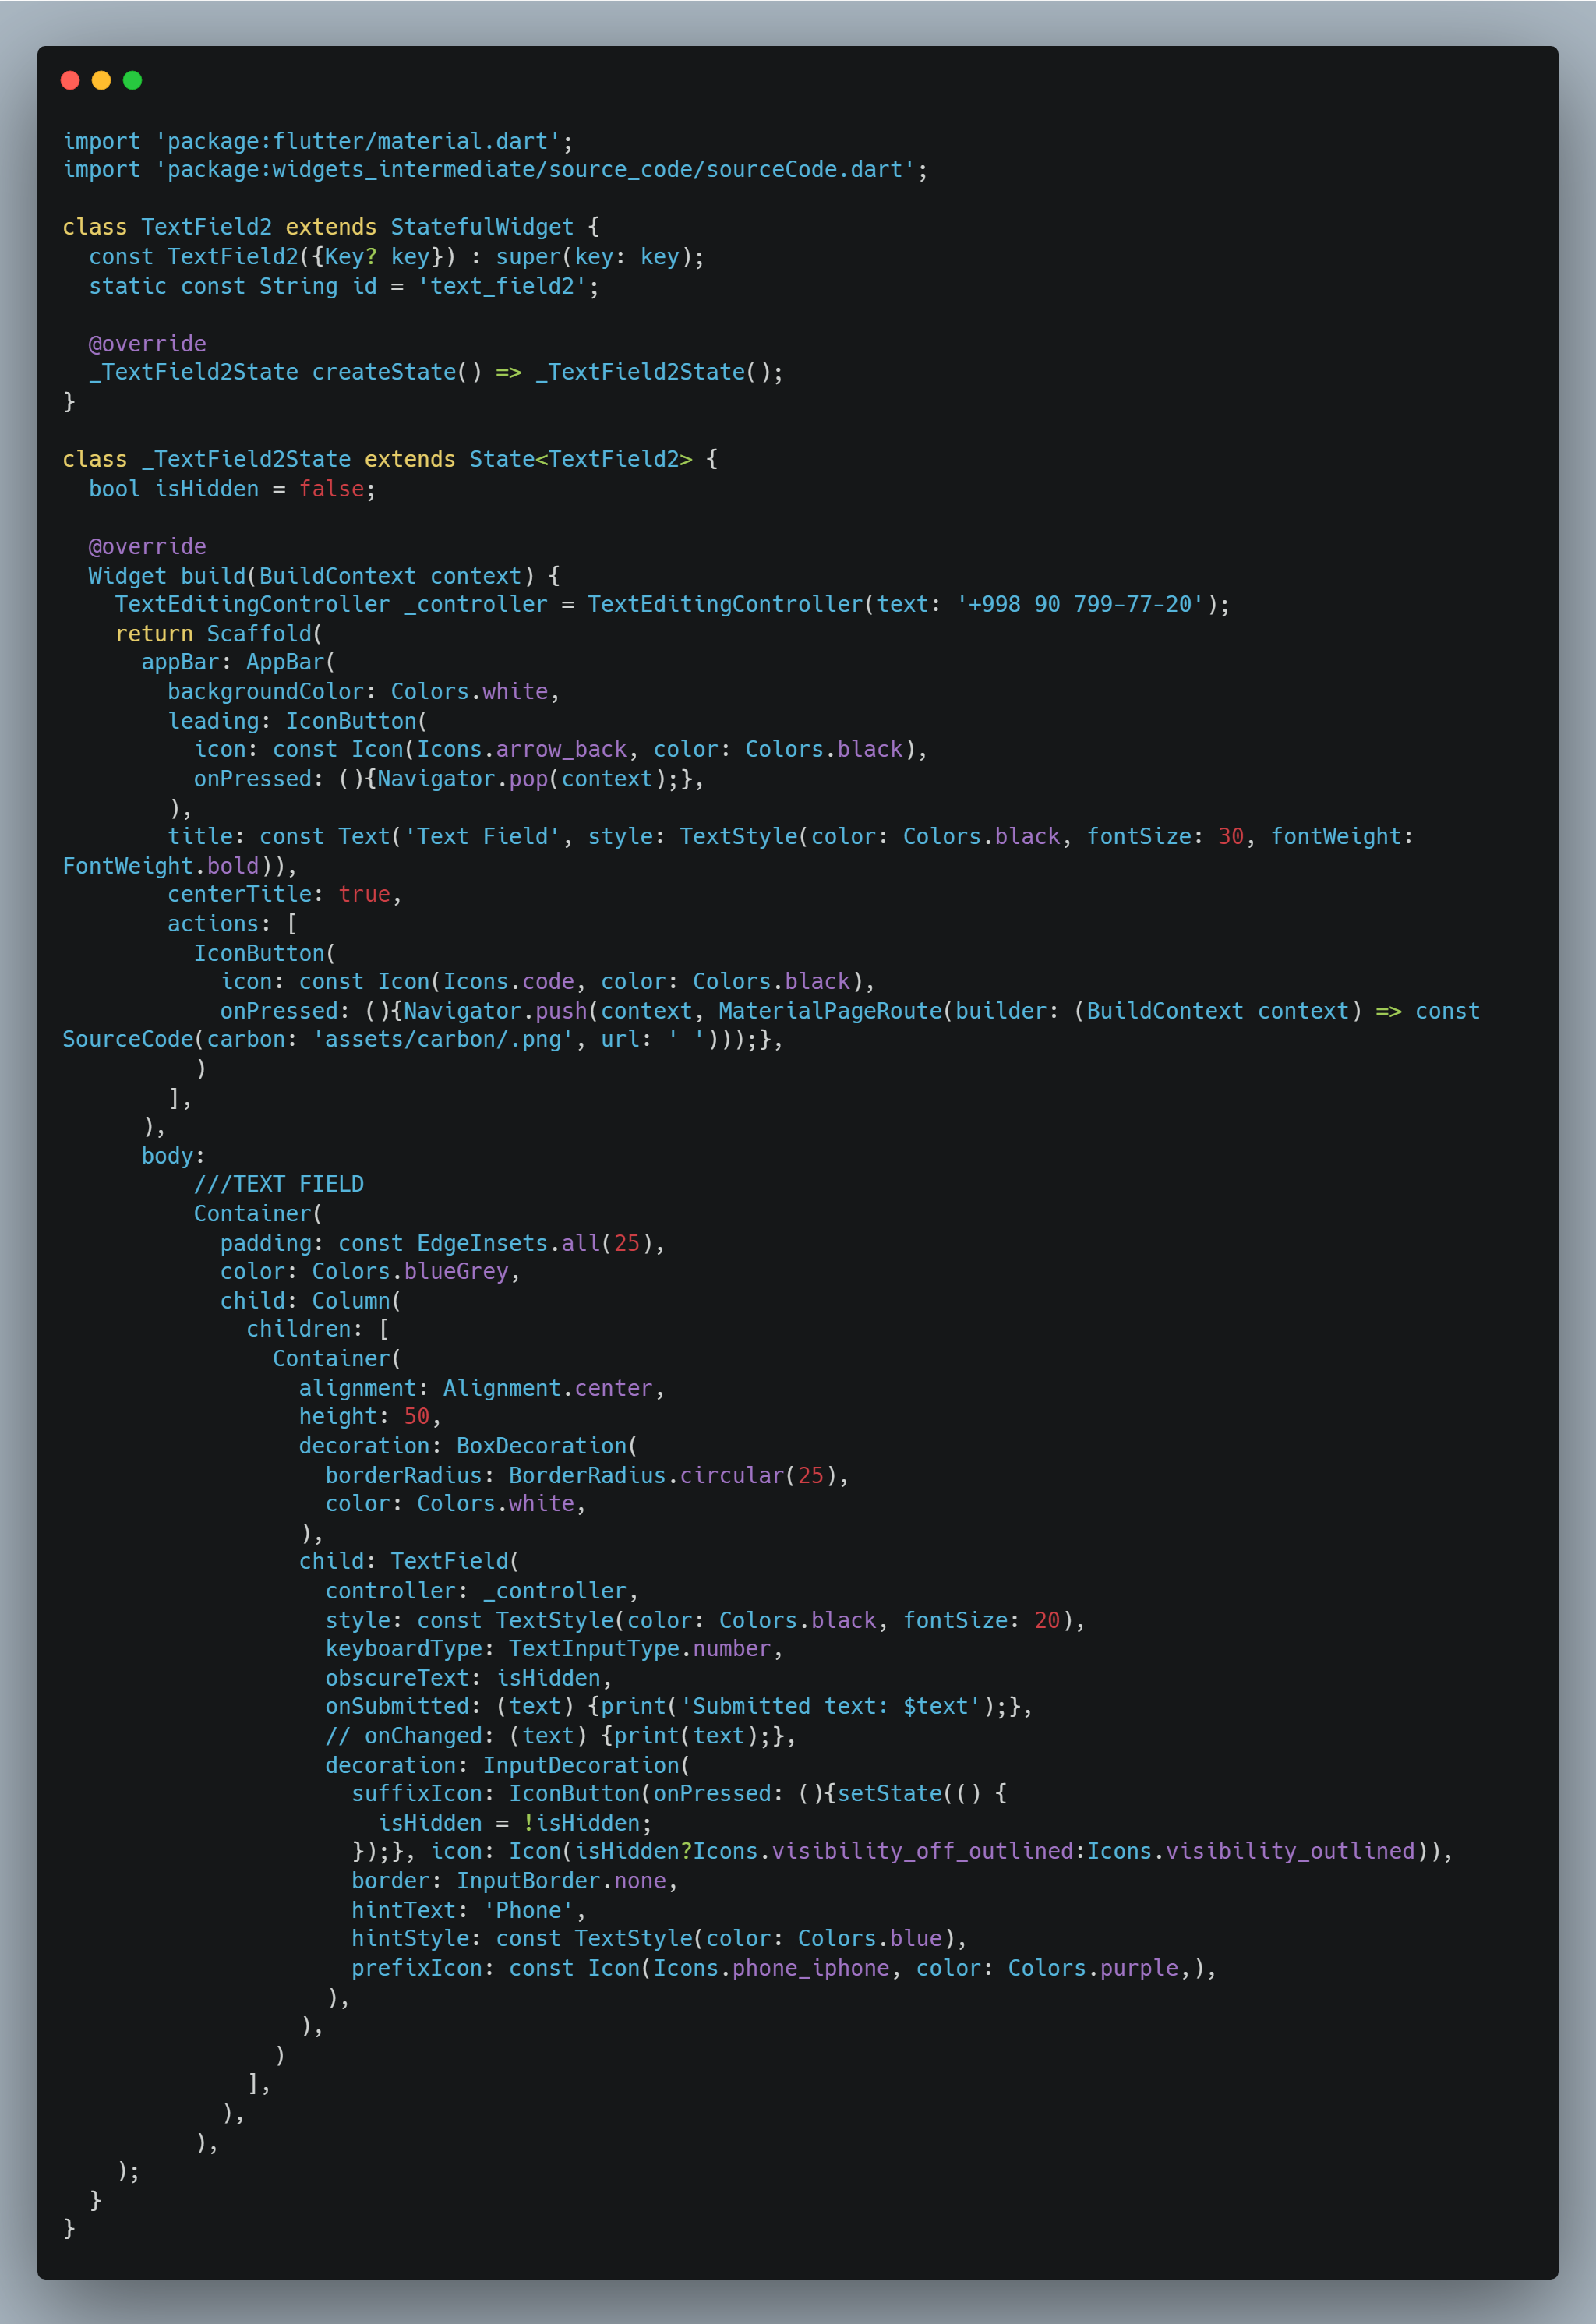 import 'package:flutter/material.dart';
import 'package:widgets_intermediate/source_code/sourceCode.dart';

class TextField2 extends StatefulWidget {
  const TextField2({Key? key}) : super(key: key);
  static const String id = 'text_field2';

  @override
  _TextField2State createState() => _TextField2State();
}

class _TextField2State extends State<TextField2> {
  bool isHidden = false;

  @override
  Widget build(BuildContext context) {
    TextEditingController _controller = TextEditingController(text: '+998 90 799-77-20');
    return Scaffold(
      appBar: AppBar(
        backgroundColor: Colors.white,
        leading: IconButton(
          icon: const Icon(Icons.arrow_back, color: Colors.black),
          onPressed: (){Navigator.pop(context);},
        ),
        title: const Text('Text Field', style: TextStyle(color: Colors.black, fontSize: 30, fontWeight:
FontWeight.bold)),
        centerTitle: true,
        actions: [
          IconButton(
            icon: const Icon(Icons.code, color: Colors.black),
            onPressed: (){Navigator.push(context, MaterialPageRoute(builder: (BuildContext context) => const
SourceCode(carbon: 'assets/carbon/.png', url: ' ')));},
          )
        ],
      ),
      body:
          ///TEXT FIELD
          Container(
            padding: const EdgeInsets.all(25),
            color: Colors.blueGrey,
            child: Column(
              children: [
                Container(
                  alignment: Alignment.center,
                  height: 50,
                  decoration: BoxDecoration(
                    borderRadius: BorderRadius.circular(25),
                    color: Colors.white,
                  ),
                  child: TextField(
                    controller: _controller,
                    style: const TextStyle(color: Colors.black, fontSize: 20),
                    keyboardType: TextInputType.number,
                    obscureText: isHidden,
                    onSubmitted: (text) {print('Submitted text: $text');},
                    // onChanged: (text) {print(text);},
                    decoration: InputDecoration(
                      suffixIcon: IconButton(onPressed: (){setState(() {
                        isHidden = !isHidden;
                      });}, icon: Icon(isHidden?Icons.visibility_off_outlined:Icons.visibility_outlined)),
                      border: InputBorder.none,
                      hintText: 'Phone',
                      hintStyle: const TextStyle(color: Colors.blue),
                      prefixIcon: const Icon(Icons.phone_iphone, color: Colors.purple,),
                    ),
                  ),
                )
              ],
            ),
          ),
    );
  }
}